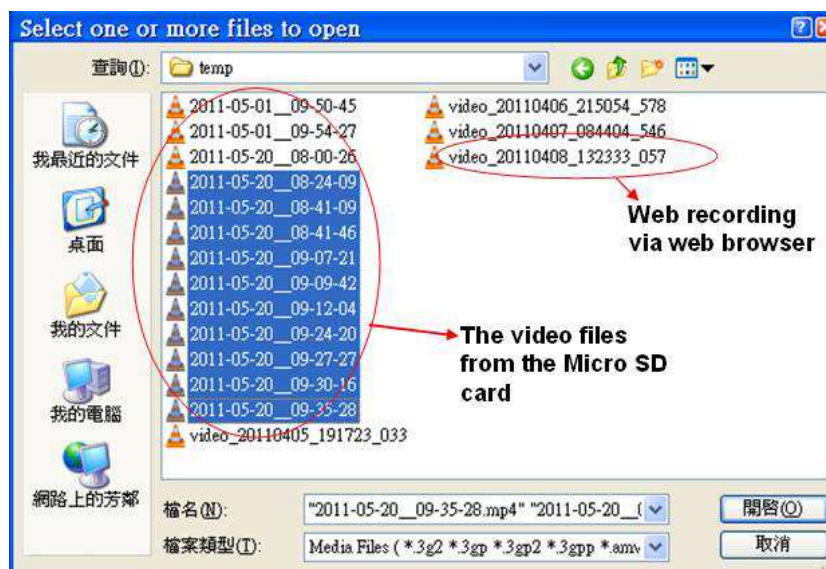 Select one or more files to open
查詢(I):
temp
我最近的文件
桌面
我的文件
我的電腦
網路上的芳鄰
2011-05-01__09-50-45
2011-05-01__09-54-27
2011-05-20__08-00-26
2011-05-20__08-24-09
2011-05-20__08-41-09
2011-05-20__08-41-46
2011-05-20__09-07-21
2011-05-20__09-09-42
2011-05-20__09-12-04
2011-05-20__09-24-20
2011-05-20__09-27-27
2011-05-20__09-30-16
2011-05-20__09-35-28
video_20110405_191723_033
video_20110406_215054_578
video_20110407_084404_546
video_20110408_132333_057
Web recording
via web browser
The video files
from the Micro SD
card
檔名(N):
"2011-05-20__09-35-28.mp4" "2011-05-20__(
開啓(O)
檔案類型(T):
Media Files ( *.3g2 *.3gp *.3gp2 *.3gpp *.amv
取消